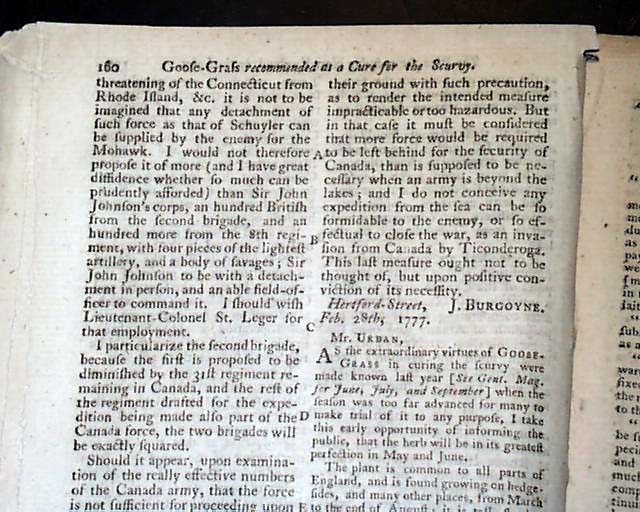 160 Goose-Grass recommended as a Cure for the Scurvy.
threatening of the Connecticut from
Rhode Island, &c. it is not to be
imagined that any detachment of
such force as that of Schuyler can
be supplied by the enemy for the
Mohawk. I would not therefore
propose it of more (and I have great
diffidence whether so much can be
prudently afforded) than Sir John
Johnson's corps, an hundred British
from the second brigade, and an
hundred more from the 8th regi-
ment, with four pieces of the lightest
artillery, and a body of savages; Sir
John Johnson to be with a detach-
ment in person, and an able field-of-
ficer to command it. I should wish
Lieutenant-Colonel St. Leger for
that employment.
I particularize the second brigade,
because the first is proposed to be
diminished by the 31st regiment re-
maining in Canada, and the rest of
the regiment drafted for the expe-
dition being made also part of the
Canada force, the two brigades will
be exactly squared.
Should it appear, upon examina-
tion of the really effective numbers
of the Canada army, that the force
is not sufficient for proceeding upon
A
B
C
D
E
their ground with such precaution,
as to render the intended measure
impracticable or too hazardous. But
in that case it must be considered
that more force would be required
to be left behind for the security of
Canada, than is supposed to be ne-
cessary when an army is beyond the
lakes; and I do not conceive any
expedition from the sea can be so
formidable to the enemy, or so ef-
fectual to close the war, as an inva-
sion from Canada by Ticonderoga.
This last measure ought not to be
thought of, but upon positive con-
viction of its necessity.
Hertford-Street, J. BURGOYNE.
Feb. 28th, 1777.
Mr. URBAN,
AS the extraordinary virtues of GOOSE-
GRASS in curing the scurvy were
made known last year [See Gent. Mag.
for June, July, and September] when the
season was too far advanced for many to
make trial of it to any purpose, I take
this early opportunity of informing the
public, that the herb will be in its greatest
perfection in May and June.
The plant is common to all parts of
England, and is found growing on hedge-
sides, and many other places, from March
to the end of August; it is